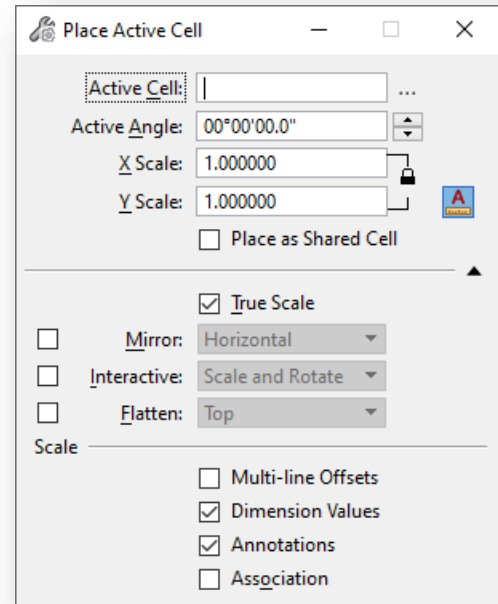 Place Active Cell
Active Cell: ...
Active Angle: 00°00'00.0"
X Scale: 1.000000
Y Scale: 1.000000
A
Place as Shared Cell
True Scale
Mirror: Horizontal
Interactive: Scale and Rotate
Flatten: Top
Scale
Multi-line Offsets
Dimension Values
Annotations
Association